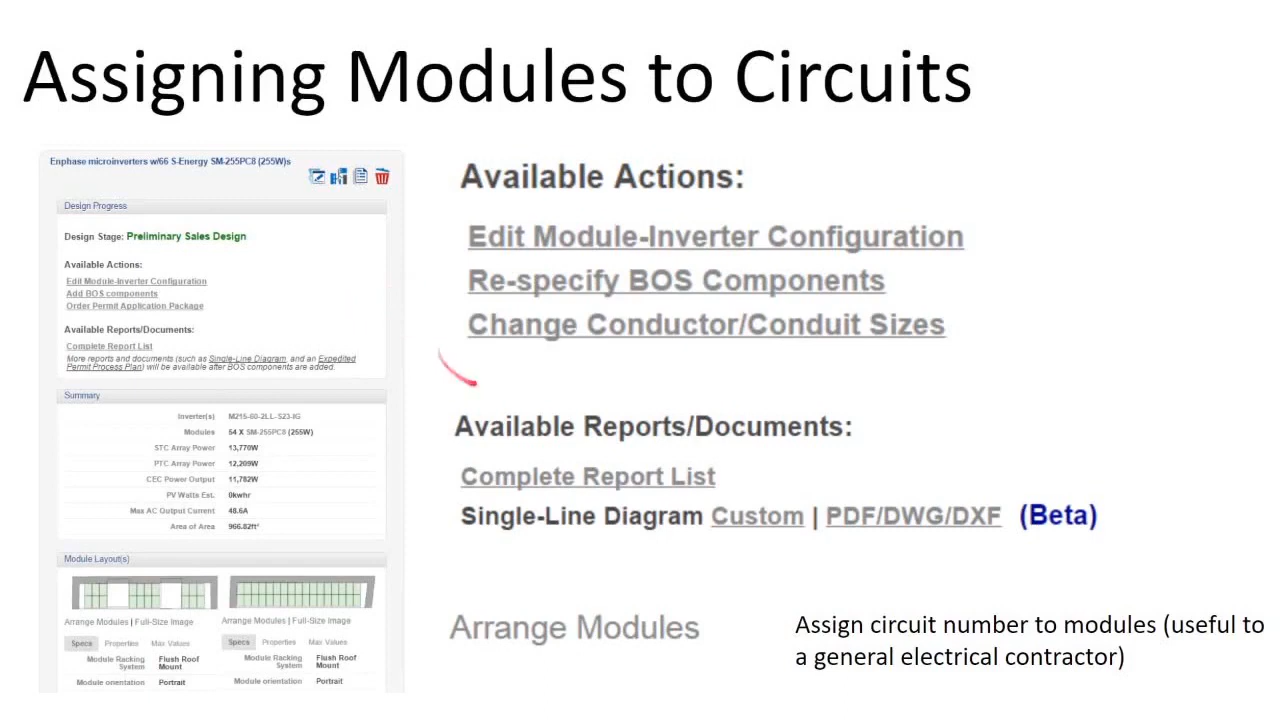 Assigning Modules to Circuits
Enphase microinverters w/66 S-Energy SM-255PC8 (255W)s
Design Progress
Design Stage: Preliminary Sales Design
Available Actions:
Edit Module-Inverter Configuration
Add BOS components
Order Permit Application Package
Available Reports/Documents:
Complete Report List
More reports and documents (such as Single-Line Diagram, and an Expedited
Permit Process Plan) will be available after BOS components are added.
Summary
Inverter(s) M215-60-2LL-S23-IG
Modules 54 X SM-255PC8 (255W)
STC Array Power 13,770W
PTC Array Power 12,209W
CEC Power Output 11,782W
PV Watts Est. 0kwhr
Max AC Output Current 48.6A
Area of Area 966.82ft²
Module Layout(s)
Arrange Modules | Full-Size Image
Specs Properties Max Values
Module Racking System Flush Roof Mount
Module orientation Portrait
Arrange Modules | Full-Size Image
Specs Properties Max Values
Module Racking System Flush Roof Mount
Module orientation Portrait
Available Actions:
Edit Module-Inverter Configuration
Re-specify BOS Components
Change Conductor/Conduit Sizes
Available Reports/Documents:
Complete Report List
Single-Line Diagram Custom | PDF/DWG/DXF (Beta)
Arrange Modules
Assign circuit number to modules (useful to
a general electrical contractor)